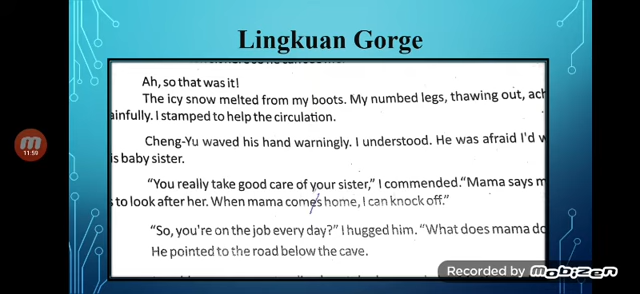 Lingkuan Gorge
Ah, so that was it!
The icy snow melted from my boots. My numbed legs, thawing out,
I stamped to help the circulation.
Cheng-Yu waved his hand warningly. I understood. He was afraid I'd
baby sister.
"You really take good care of your sister," I commended. "Mama says
to look after her. When mama comes home, I can knock off."
"So, you're on the job every day?" I hugged him. "What does mama
He pointed to the road below the cave.
11:59
Recorded by Mobizen